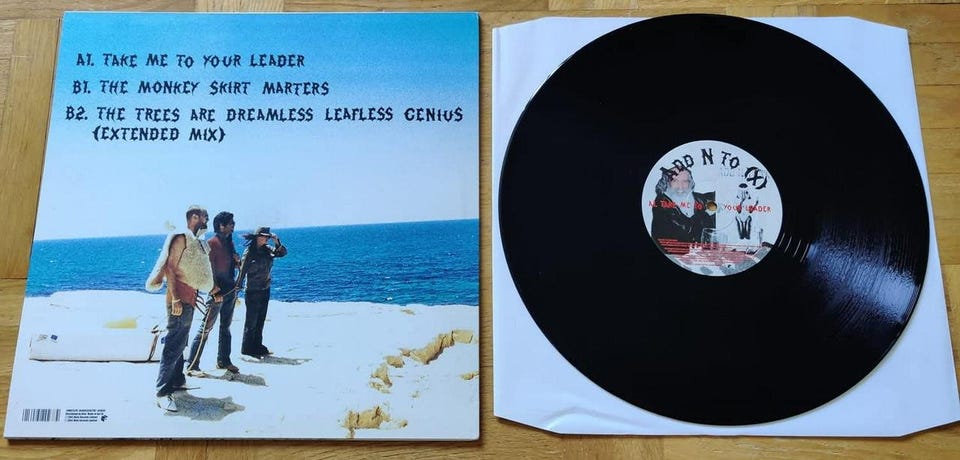 A1. TAKE ME TO YOUR LEADER
B1. THE MONKEY SKIRT MARTERS
B2. THE TREES ARE DREAMLESS LEAFLESS GENIUS
(EXTENDED MIX)
ADD N TO (X)
A1. TAKE ME TO YOUR LEADER